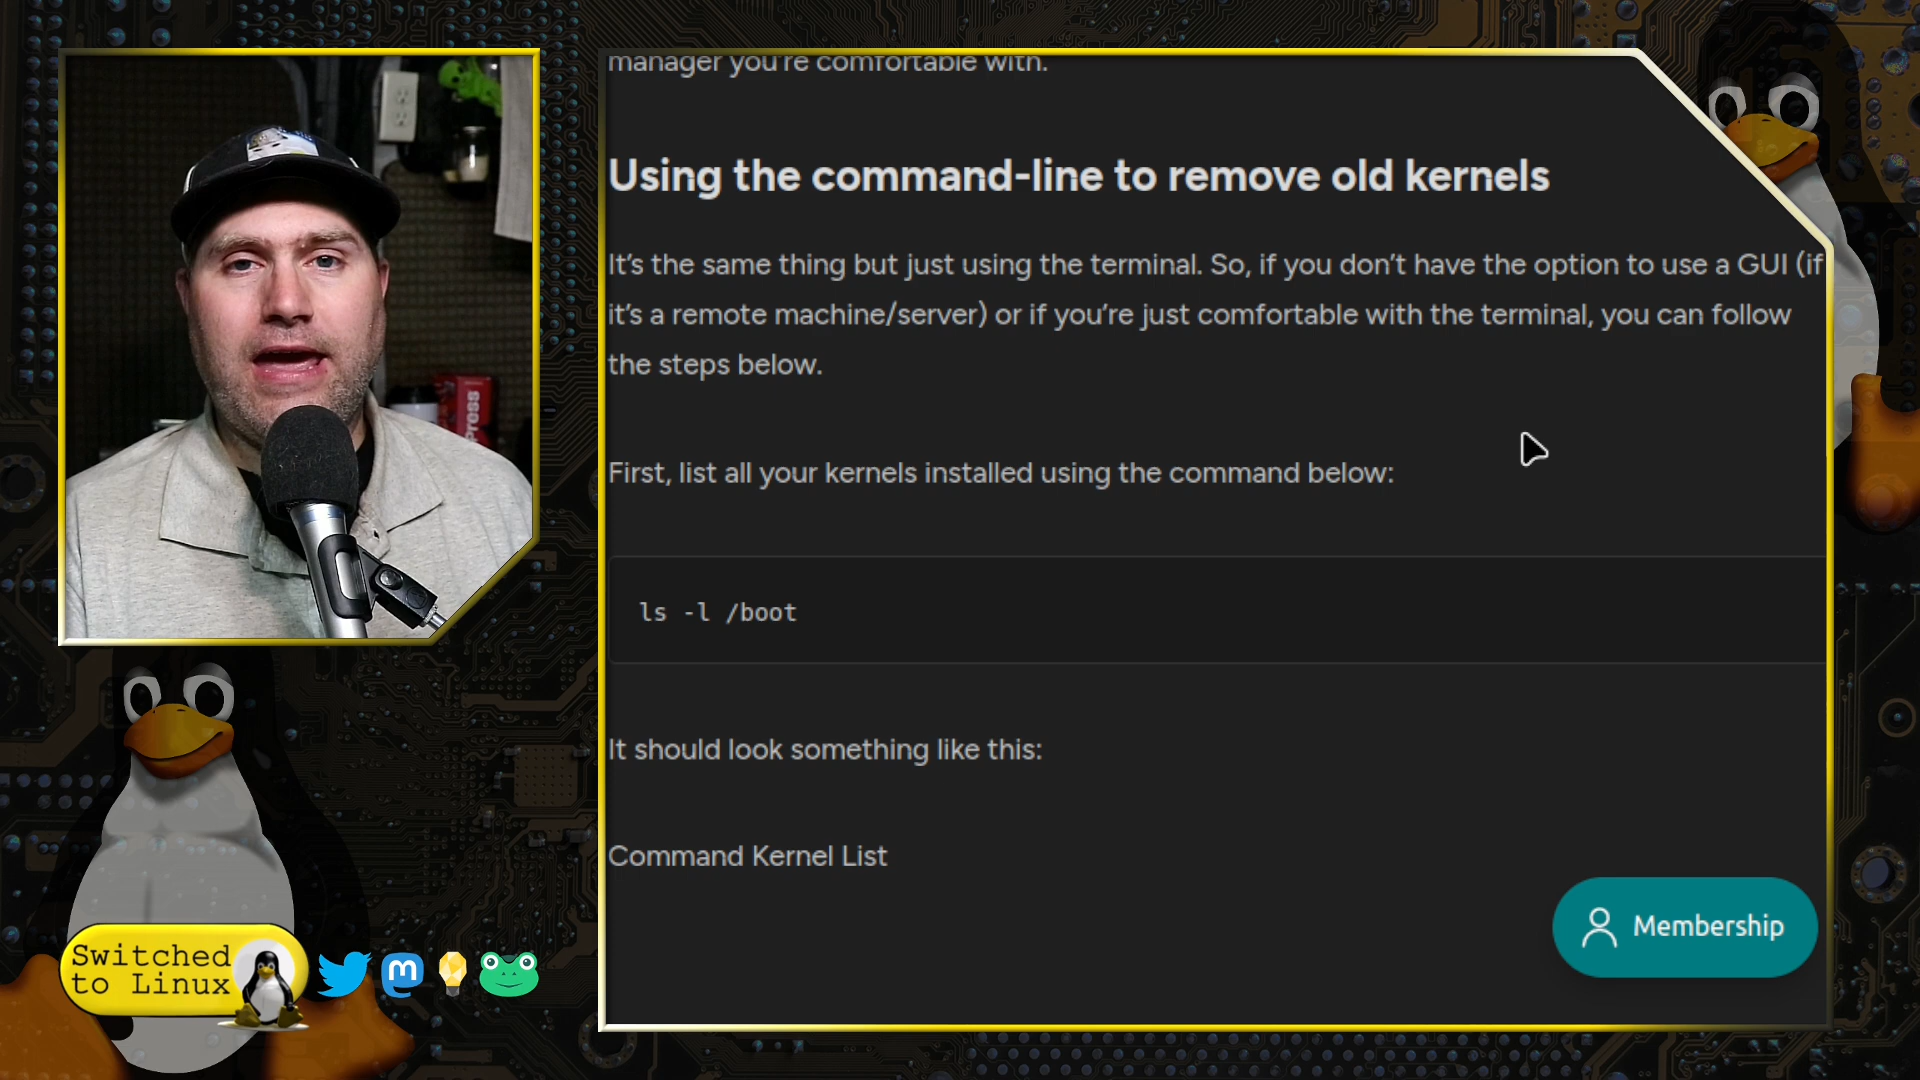 manager you're comfortable with.
Using the command-line to remove old kernels
It's the same thing but just using the terminal. So, if you don't have the option to use a GUI (if
it's a remote machine/server) or if you're just comfortable with the terminal, you can follow
the steps below.
First, list all your kernels installed using the command below:
ls -l /boot
It should look something like this:
Command Kernel List
Membership
Switched
to Linux
m
Press